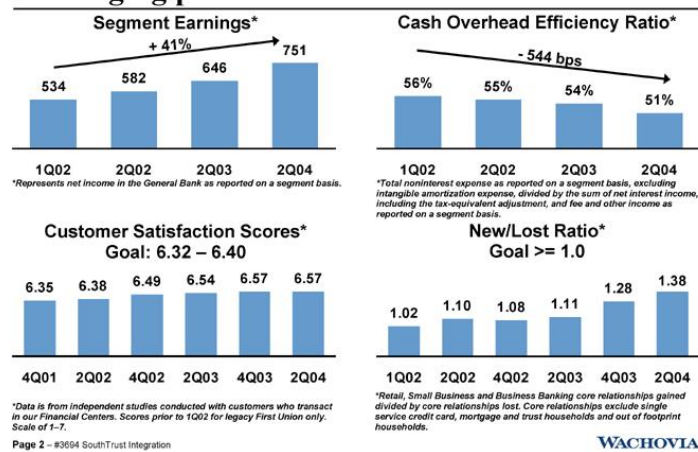 Segment Earnings*
+ 41%
534
582
646
751
1Q02
2Q02
2Q03
2Q04
*Represents net income in the General Bank as reported on a segment basis.
Cash Overhead Efficiency Ratio*
- 544 bps
56%
55%
54%
51%
1Q02
2Q02
2Q03
2Q04
*Total noninterest expense as reported on a segment basis, excluding
intangible amortization expense, divided by the sum of net interest income,
including the tax-equivalent adjustment, and fee and other income as
reported on a segment basis.
Customer Satisfaction Scores*
Goal: 6.32 – 6.40
6.35
6.38
6.49
6.54
6.57
6.57
4Q01
2Q02
4Q02
2Q03
4Q03
2Q04
*Data is from independent studies conducted with customers who transact
in our Financial Centers. Scores prior to 1Q02 for legacy First Union only.
Scale of 1–7.
New/Lost Ratio*
Goal >= 1.0
1.02
1.10
1.08
1.11
1.28
1.38
1Q02
2Q02
4Q02
2Q03
4Q03
2Q04
*Retail, Small Business and Business Banking core relationships gained
divided by core relationships lost. Core relationships exclude single
service credit card, mortgage and trust households and out of footprint
households.
Page 2 – #3694 SouthTrust Integration
WACHOVIA